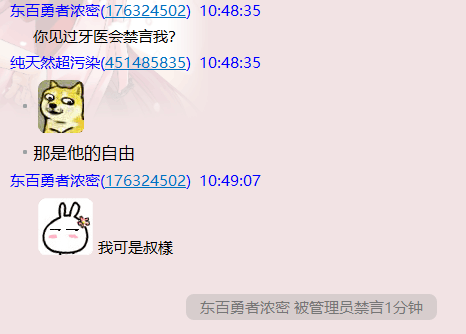 东百勇者浓密(176324502) 10:48:35
你见过牙医会禁言我?
纯天然超污染(451485835) 10:48:35
那是他的自由
东百勇者浓密(176324502) 10:49:07
我可是叔樣
东百勇者浓密 被管理员禁言1分钟